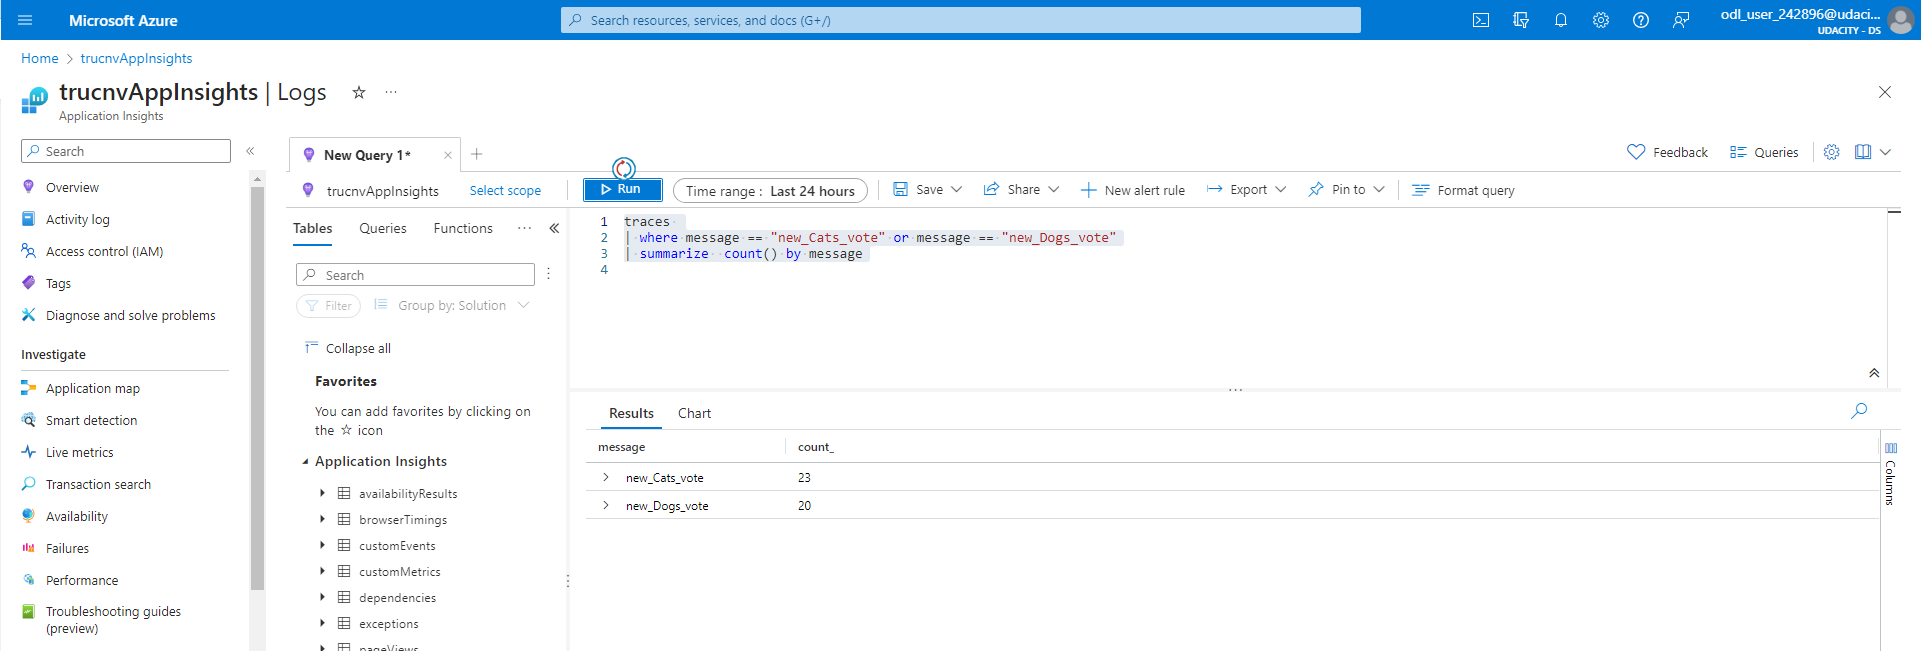 Microsoft Azure
Search resources, services, and docs (G+/)
odl_user_242896@udaci...
UDACITY - DS
Home > trucnvAppInsights
trucnvAppInsights | Logs
Application Insights
Search
Overview
Activity log
Access control (IAM)
Tags
Diagnose and solve problems
Investigate
Application map
Smart detection
Live metrics
Transaction search
Availability
Failures
Performance
Troubleshooting guides
(preview)
New Query 1*
Feedback
Queries
trucnvAppInsights
Select scope
Run
Time range : Last 24 hours
Save
Share
New alert rule
Export
Pin to
Format query
Tables
Queries
Functions
Search
Filter
Group by: Solution
Collapse all
Favorites
You can add favorites by clicking on
the ☆ icon
Application Insights
availabilityResults
browserTimings
customEvents
customMetrics
dependencies
exceptions
pageViews
1 traces
2 | where message == "new_Cats_vote" or message == "new_Dogs_vote"
3 | summarize count() by message
4
Results
Chart
message count_
new_Cats_vote 23
new_Dogs_vote 20
Columns